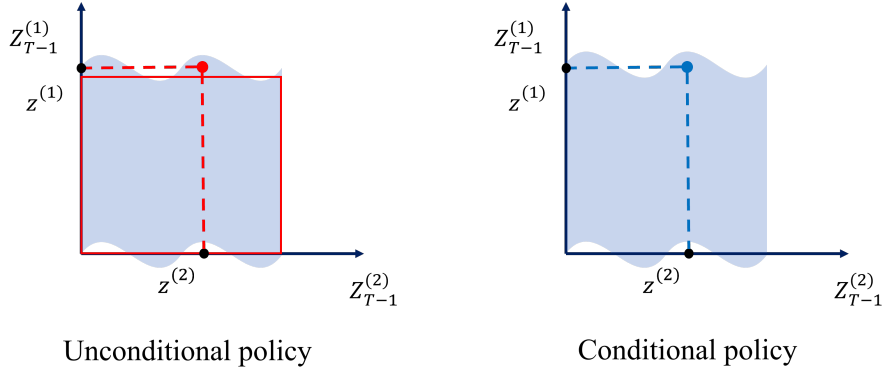 Z_{T-1}^{(1)}
z^{(1)}
z^{(2)}
Z_{T-1}^{(2)}
Unconditional policy
Z_{T-1}^{(1)}
z^{(1)}
z^{(2)}
Z_{T-1}^{(2)}
Conditional policy